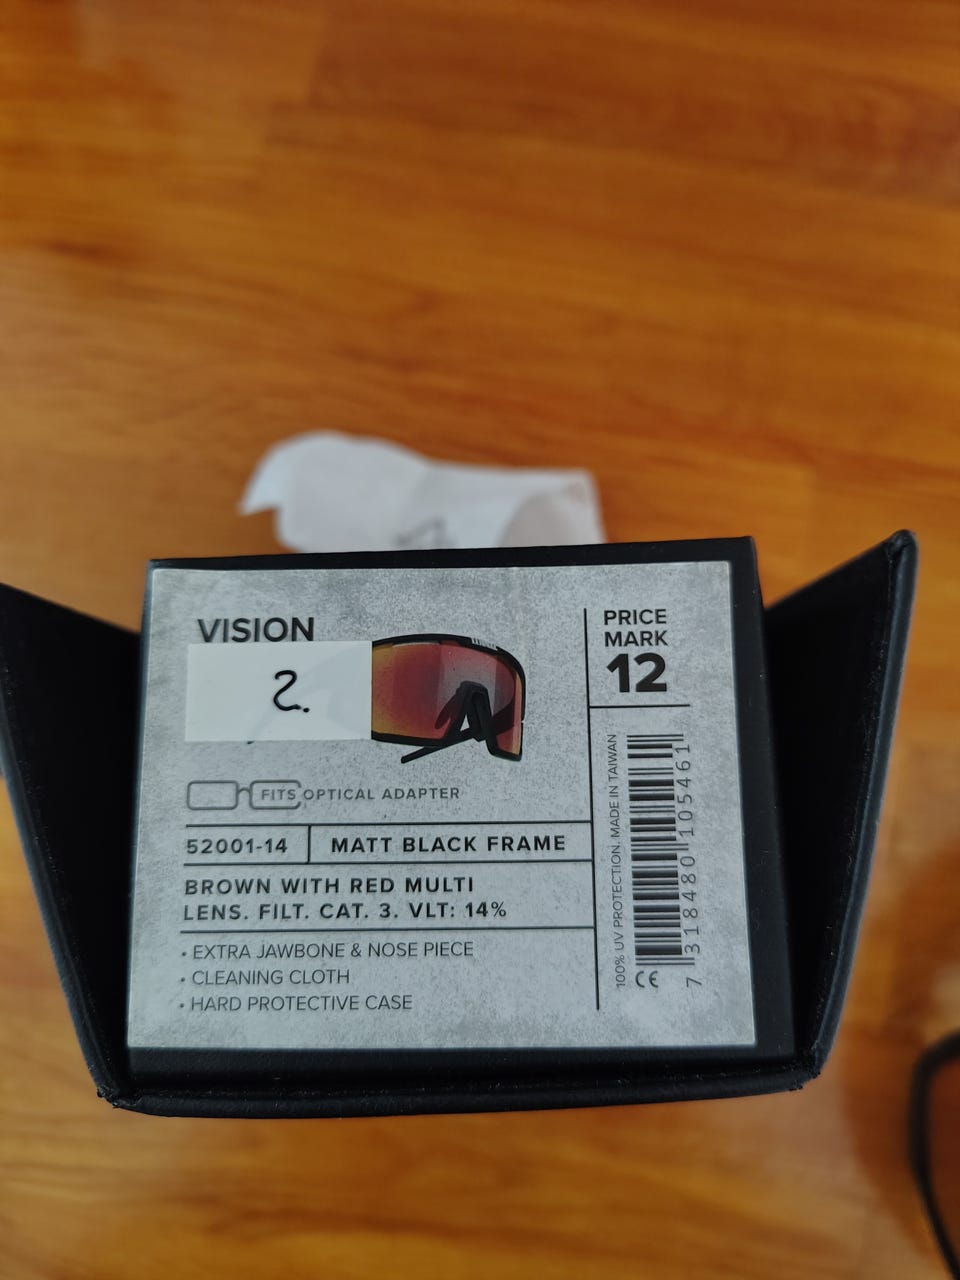 VISION
2.
FITS OPTICAL ADAPTER
52001-14 MATT BLACK FRAME
BROWN WITH RED MULTI
LENS. FILT. CAT. 3. VLT: 14%
• EXTRA JAWBONE & NOSE PIECE
• CLEANING CLOTH
• HARD PROTECTIVE CASE
PRICE
MARK
12
100% UV PROTECTION. MADE IN TAIWAN
CE
7 318480 105461